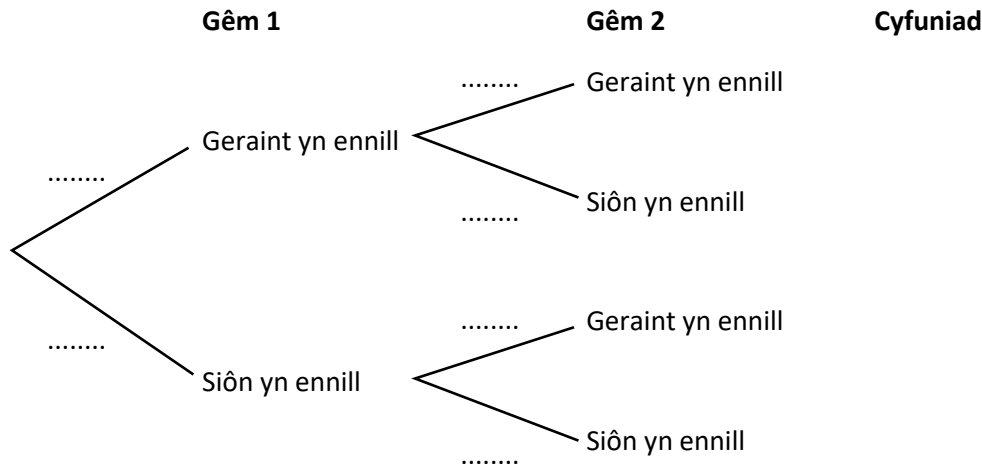 Gêm 1 Gêm 2 Cyfuniad
........ Geraint yn ennill
Geraint yn ennill
........
........ Siôn yn ennill
........ Geraint yn ennill
........
Siôn yn ennill
........ Siôn yn ennill